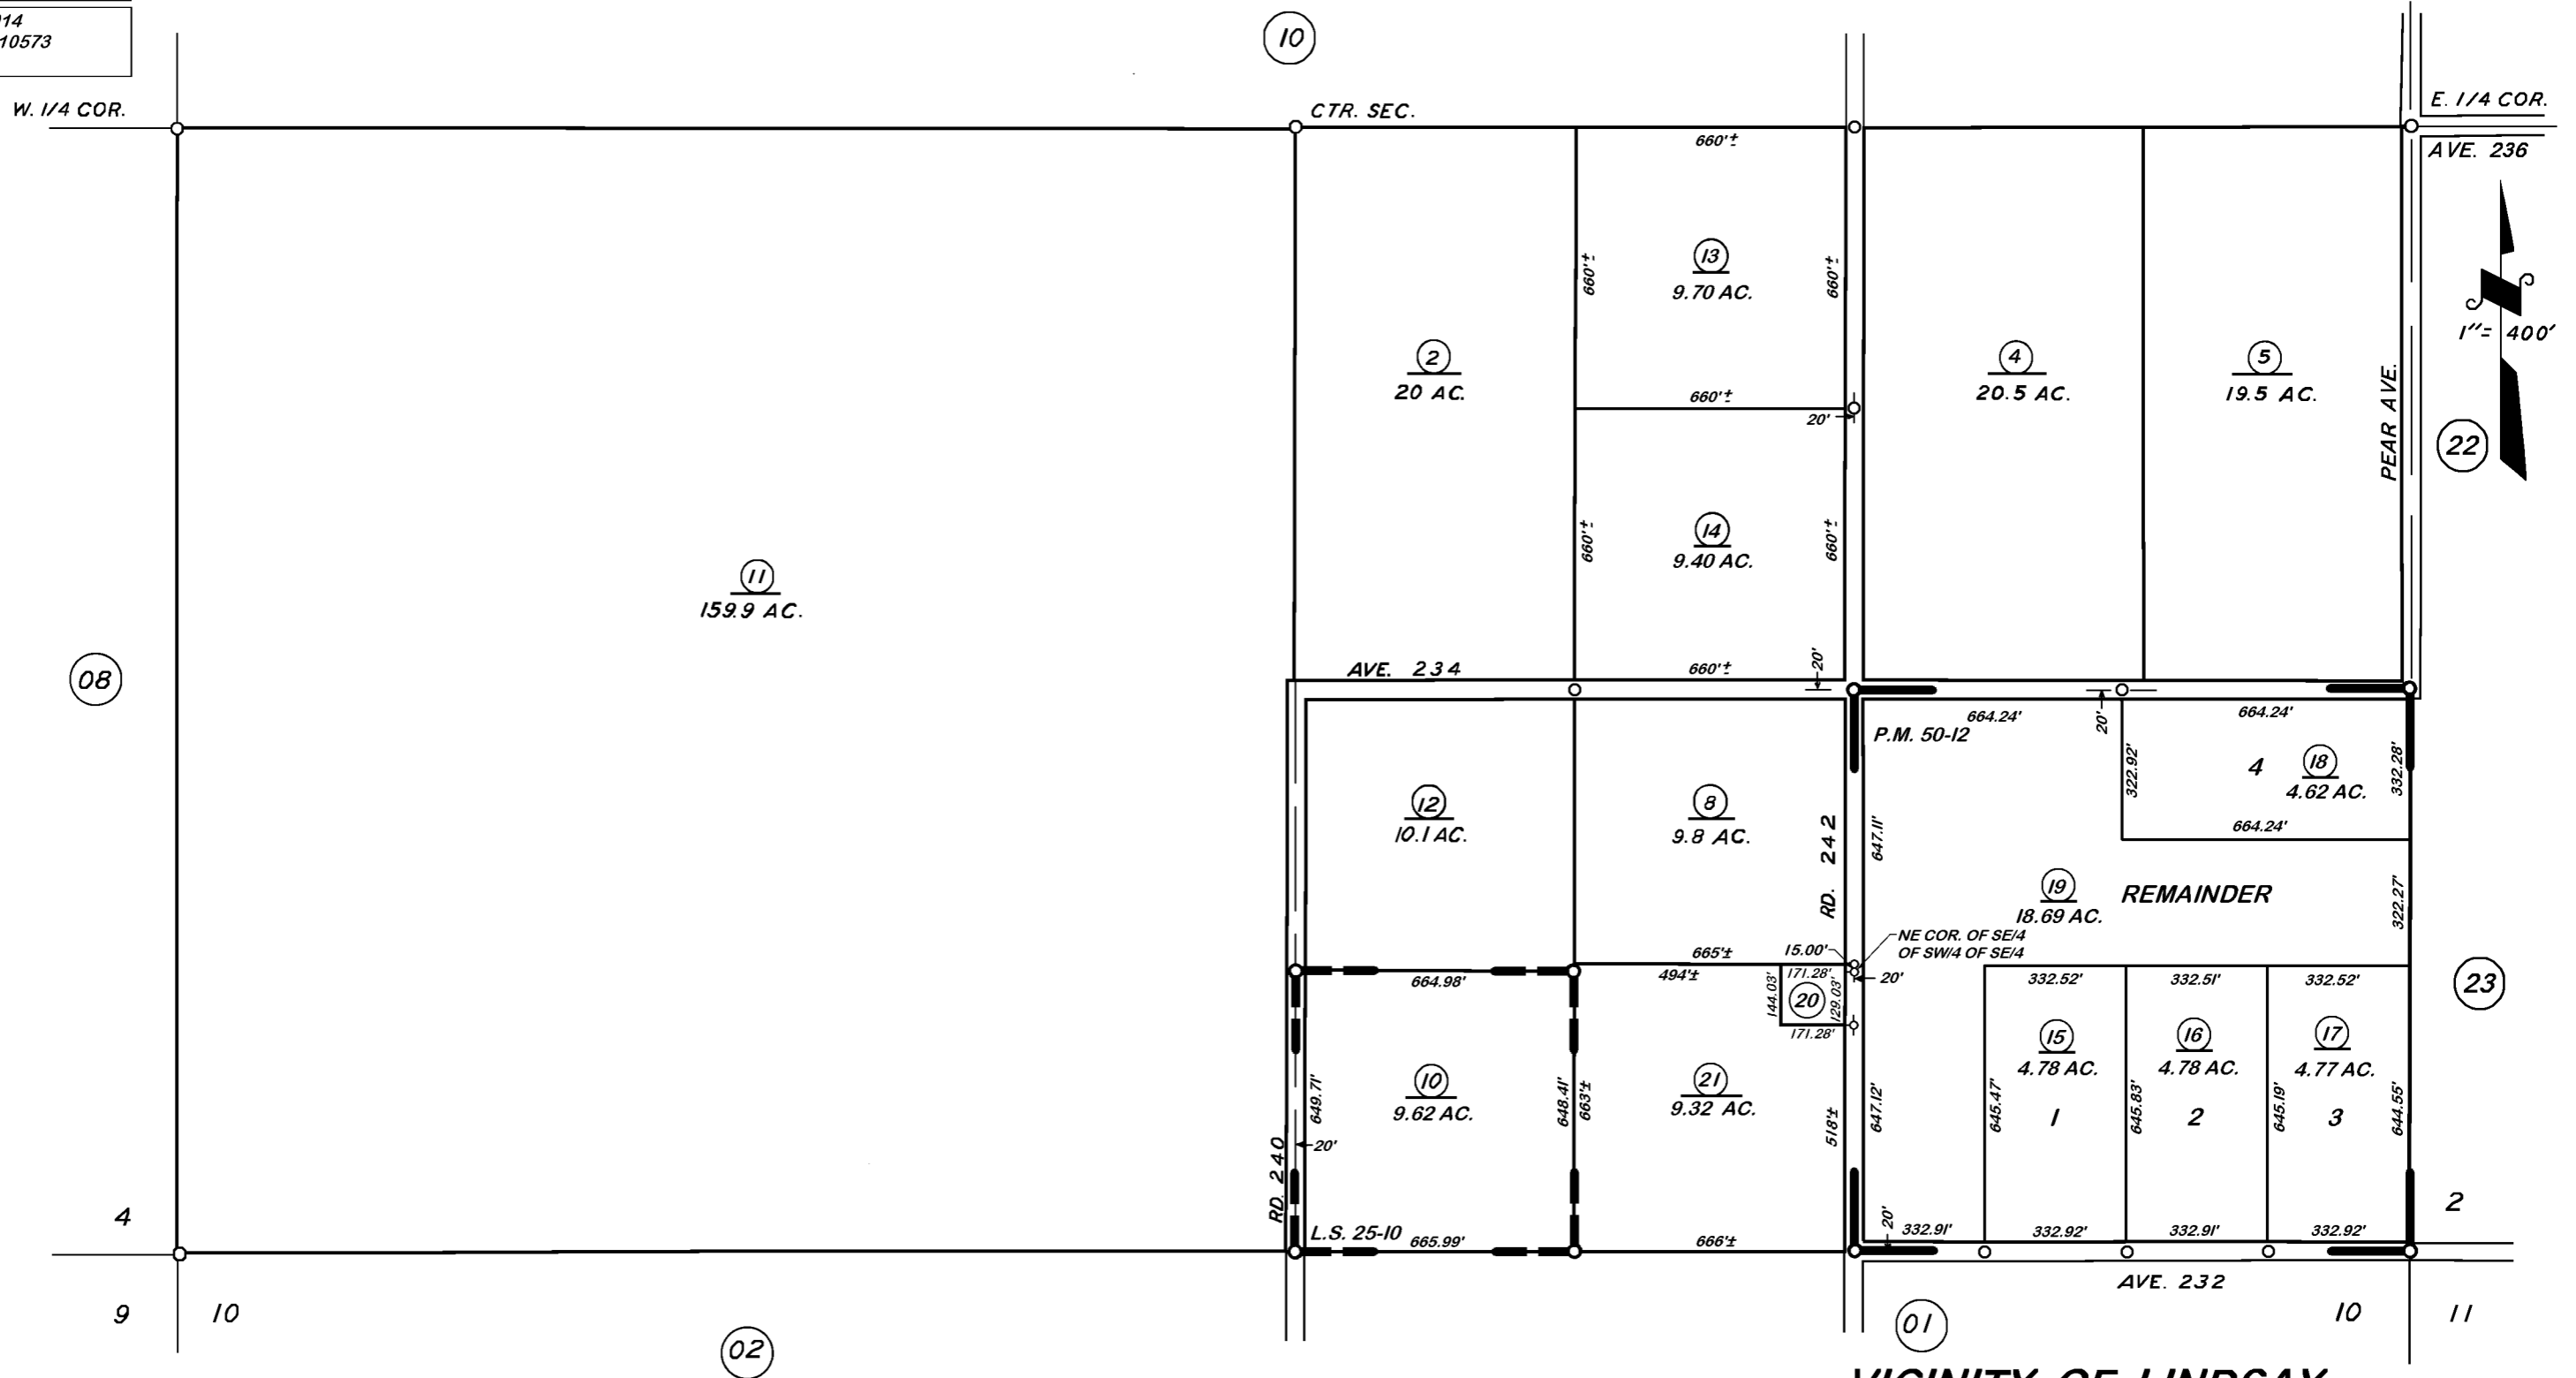 14
10573
10
W. 1/4 COR.
CTR. SEC.
E. 1/4 COR.
AVE. 236
660'±
13
9.70 AC.
660'±
660'±
1"= 400'
2
20 AC.
4
20.5 AC.
5
19.5 AC.
PEAR AVE.
660'±
20'
22
14
9.40 AC.
660'±
660'±
11
159.9 AC.
08
AVE. 234
660'±
20'
664.24'
20'
664.24'
P.M. 50-12
322.92'
4
18
4.62 AC.
332.28'
664.24'
12
10.1 AC.
8
9.8 AC.
RD. 242
647.11'
19
18.69 AC.
REMAINDER
322.27'
665'±
15.00'
NE COR. OF SE/4
OF SW/4 OF SE/4
664.98'
494'±
171.28'
20'
144.03'
20
129.03'
171.28'
332.52'
332.51'
332.52'
23
15
4.78 AC.
1
16
4.78 AC.
2
17
4.77 AC.
3
645.47'
645.83'
645.19'
644.55'
649.71'
10
9.62 AC.
648.41'
663'±
21
9.32 AC.
518'±
647.12'
20'
RD. 240
4
2
L.S. 25-10
665.99'
666'±
20'
332.91'
332.92'
332.91'
332.92'
AVE. 232
9
10
02
01
10
11
VICINITY OF LINDSAY